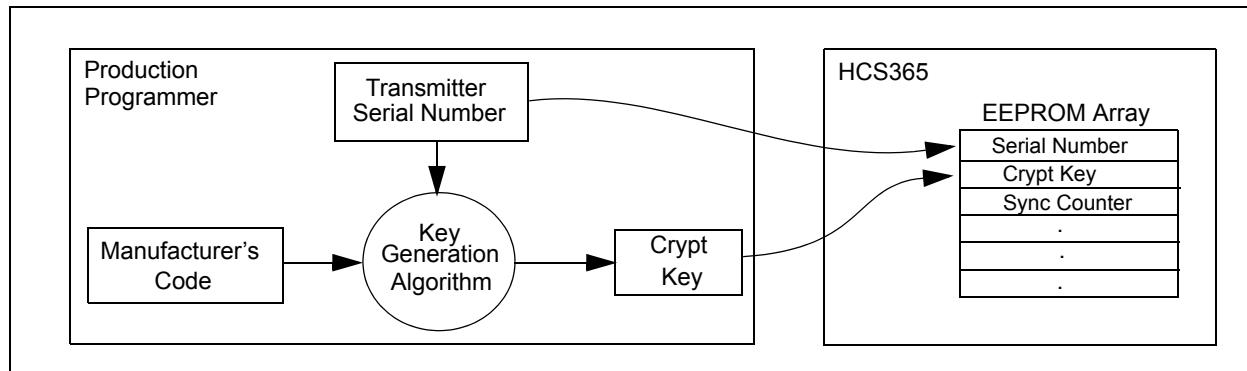 Production
Programmer
Transmitter
Serial Number
Manufacturer's
Code
Key
Generation
Algorithm
Crypt
Key
HCS365
EEPROM Array
Serial Number
Crypt Key
Sync Counter
.
.
.